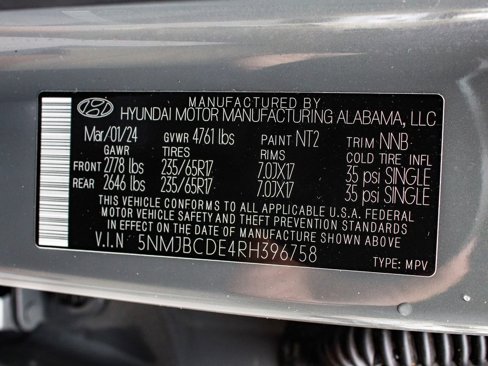 MANUFACTURED BY
HYUNDAI MOTOR MANUFACTURING ALABAMA, LLC
Mar/01/24 GVWR 4761 lbs PAINT NT2 TRIM NNB
GAWR TIRES RIMS COLD TIRE INFL
FRONT 2778 lbs 235/65R17 7.0JX17 35 psi SINGLE
REAR 2646 lbs 235/65R17 7.0JX17 35 psi SINGLE
THIS VEHICLE CONFORMS TO ALL APPLICABLE U.S.A. FEDERAL
MOTOR VEHICLE SAFETY AND THEFT PREVENTION STANDARDS
IN EFFECT ON THE DATE OF MANUFACTURE SHOWN ABOVE
V.I.N 5NMJBCDE4RH396758
TYPE: MPV